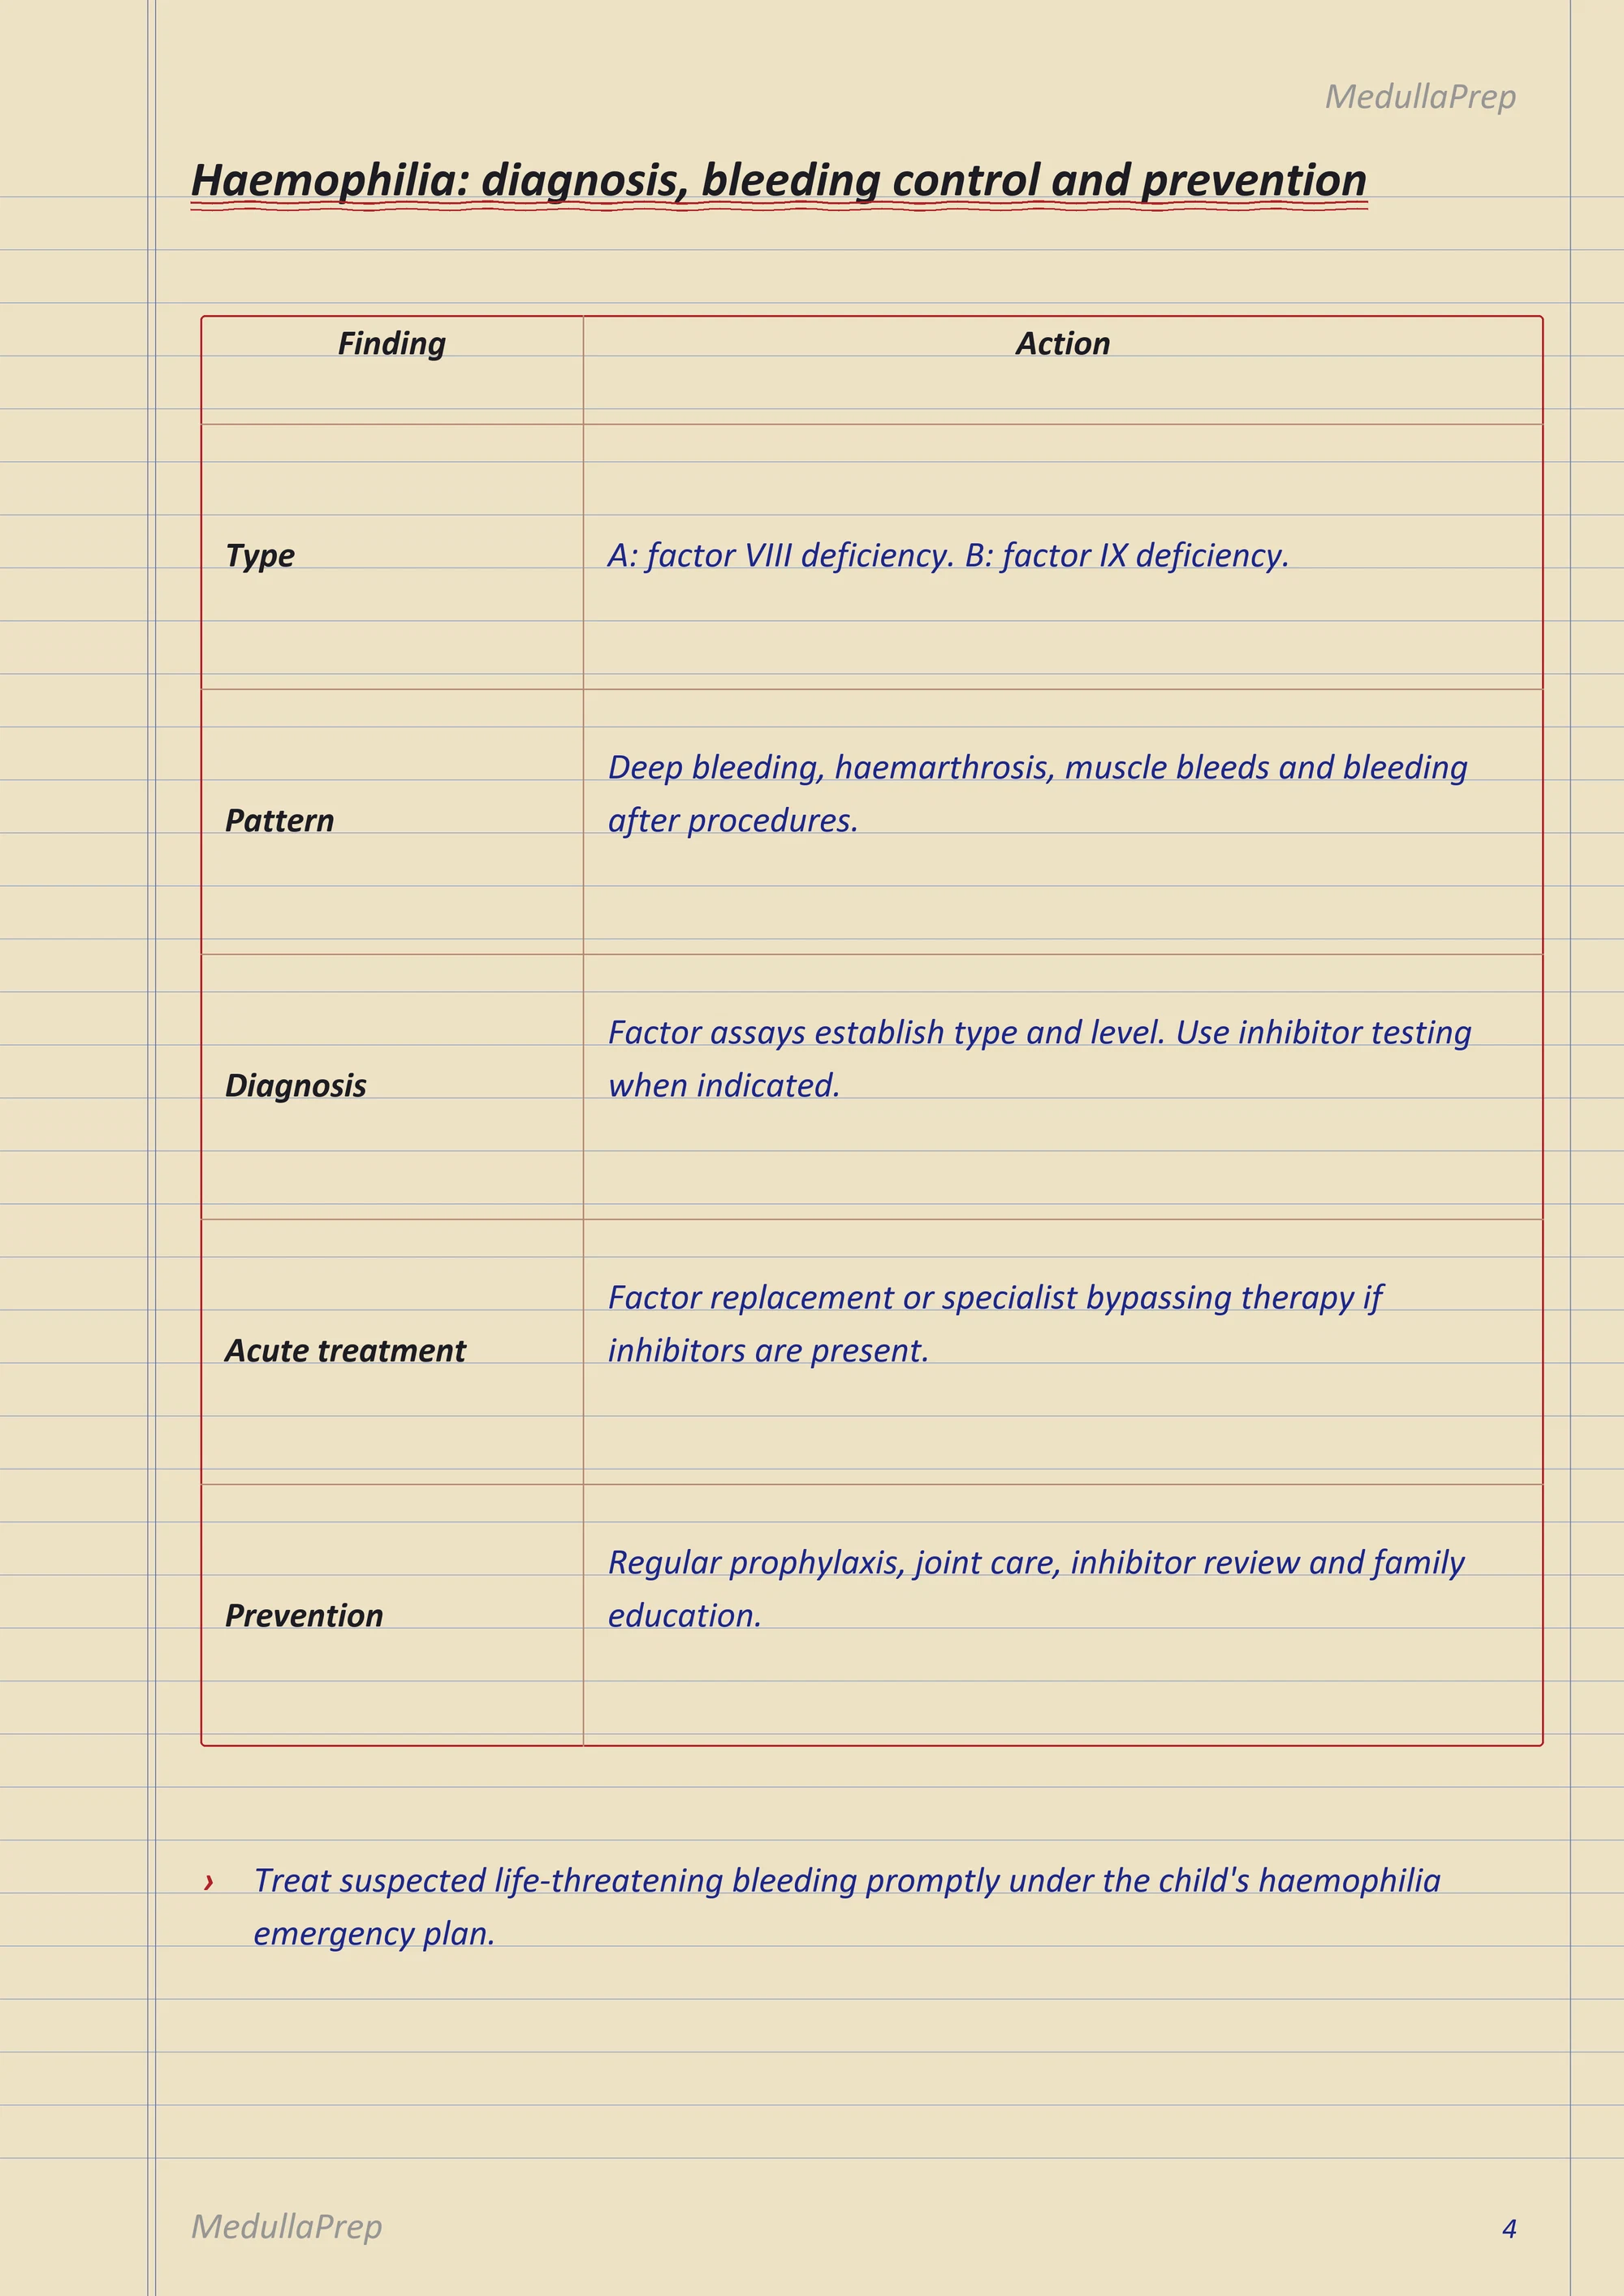 MedullaPrep
Haemophilia: diagnosis, bleeding control and prevention
Finding Action
Type A: factor VIII deficiency. B: factor IX deficiency.
Deep bleeding, haemarthrosis, muscle bleeds and bleeding
Pattern after procedures.
Factor assays establish type and level. Use inhibitor testing
Diagnosis when indicated.
Factor replacement or specialist bypassing therapy if
Acute treatment inhibitors are present.
Regular prophylaxis, joint care, inhibitor review and family
Prevention education.
› Treat suspected life-threatening bleeding promptly under the child's haemophilia
emergency plan.
MedullaPrep 4